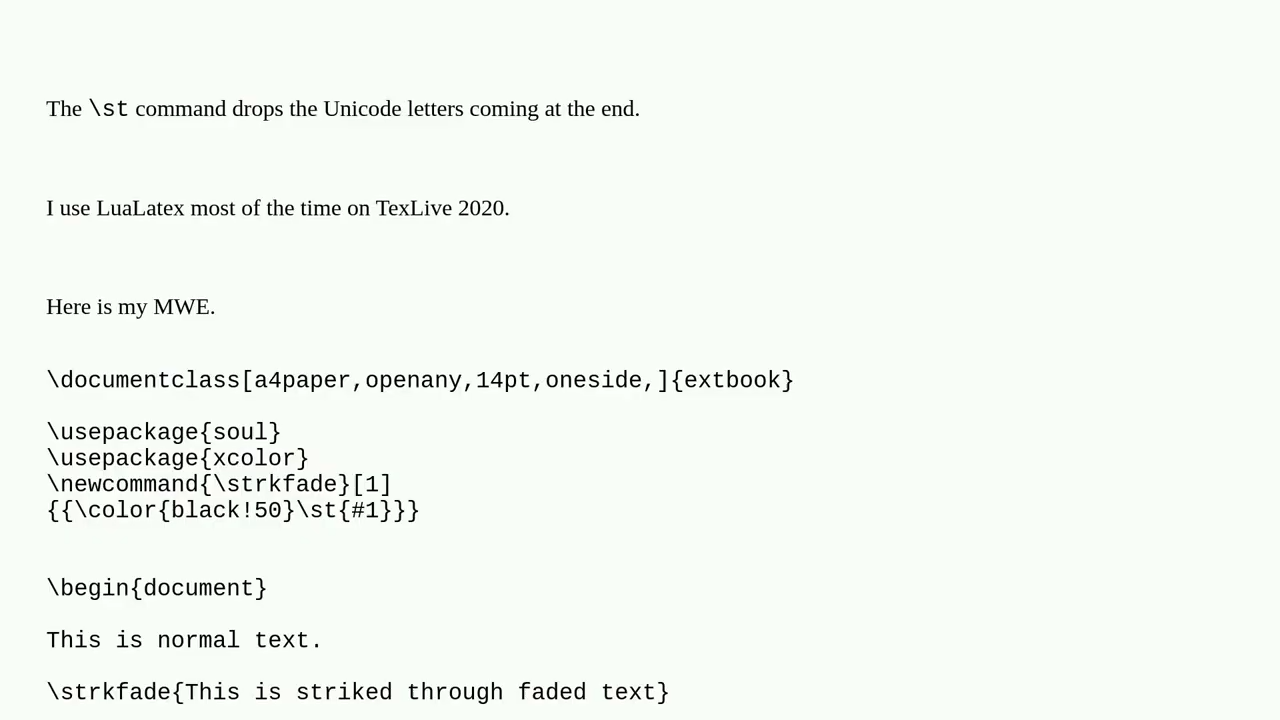 The \st command drops the Unicode letters coming at the end.
I use LuaLatex most of the time on TexLive 2020.
Here is my MWE.
\documentclass[a4paper,openany,14pt,oneside,]{extbook}
\usepackage{soul}
\usepackage{xcolor}
\newcommand{\strkfade}[1]
{{\color{black!50}\st{#1}}}
\begin{document}
This is normal text.
\strkfade{This is striked through faded text}